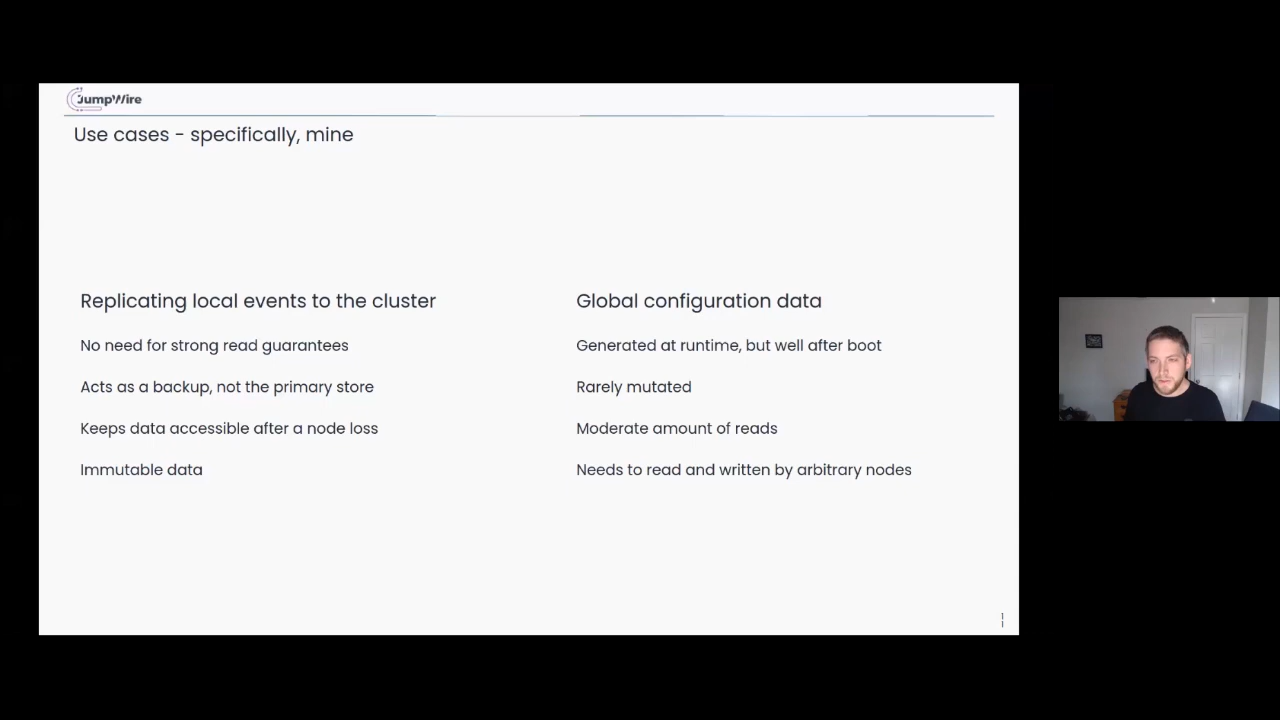 JumpWire
Use cases - specifically, mine
Replicating local events to the cluster
No need for strong read guarantees
Acts as a backup, not the primary store
Keeps data accessible after a node loss
Immutable data
Global configuration data
Generated at runtime, but well after boot
Rarely mutated
Moderate amount of reads
Needs to read and written by arbitrary nodes